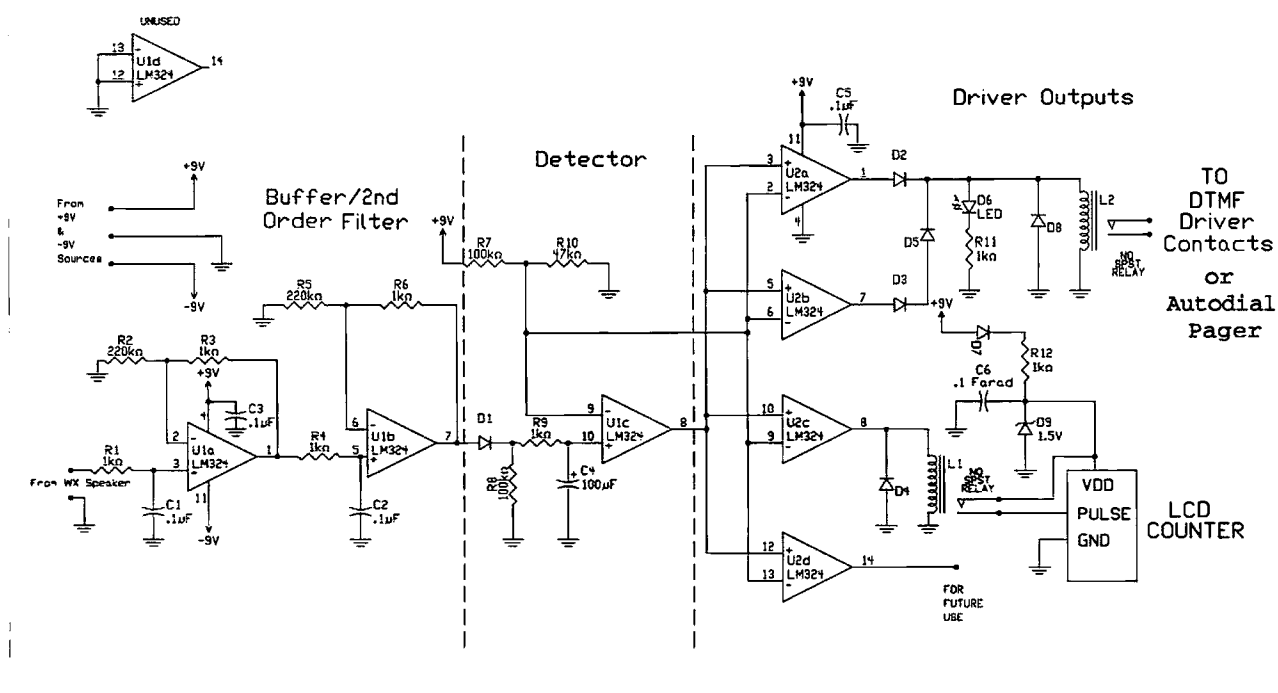 UNUSED
13
-
U1d
14
LM324
12
+
+9V
From
+9V
&
-9V
Sources
-9V
Buffer/2nd
Order Filter
Detector
Driver Outputs
+9V
R7
100kΩ
R10
47kΩ
R5
220kΩ
R6
1kΩ
R2
220kΩ
R3
1kΩ
+9V
4
C3
.1µF
2
-
U1a
1
LM324
3
11
-9V
R1
1kΩ
From WX Speaker
C1
.1µF
R4
1kΩ
6
-
U1b
7
LM324
5
+
C2
.1µF
D1
R9
1kΩ
R8
100kΩ
C4
+
100µF
9
-
U1c
8
LM324
10
+
+9V
C5
.1µF
11
3
+
U2a
1
LM324
2
-
4
D2
D5
D6
LED
R11
1kΩ
D8
L2
NO
SPST
RELAY
TO
DTMF
Driver
Contacts
or
Autodial
Pager
5
+
U2b
7
LM324
6
-
D3
+9V
D7
R12
1kΩ
C6
.1 Farad
D9
1.5V
10
+
U2c
8
LM324
9
-
D4
L1
NO
SPST
RELAY
VDD
PULSE
GND
LCD
COUNTER
12
+
U2d
14
LM324
13
-
FOR
FUTURE
USE